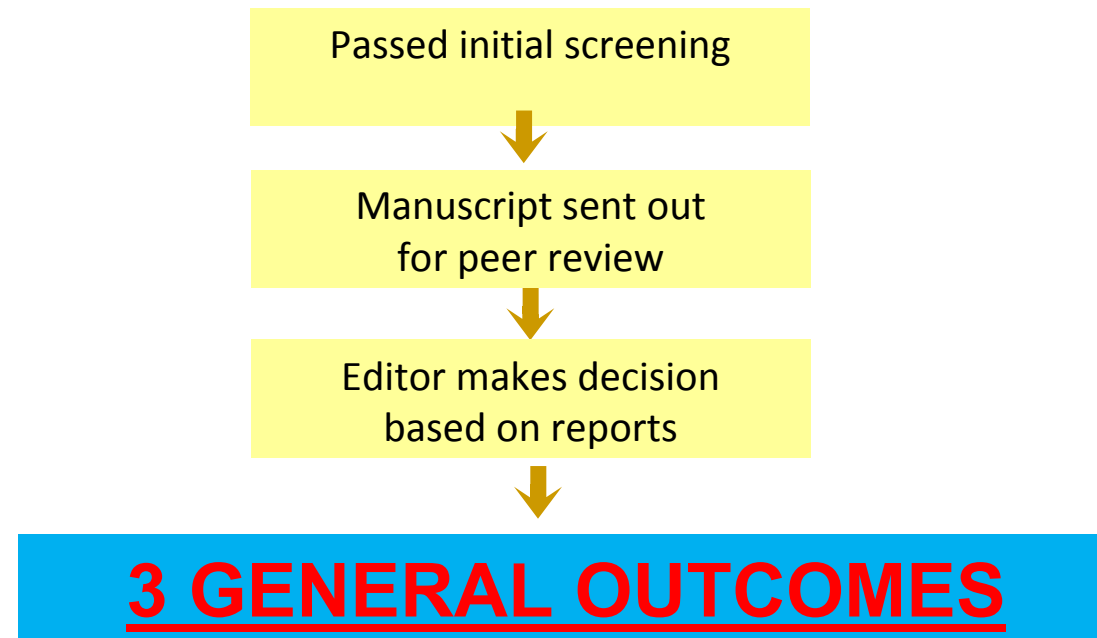 Passed initial screening
Manuscript sent out
for peer review
Editor makes decision
based on reports
3 GENERAL OUTCOMES